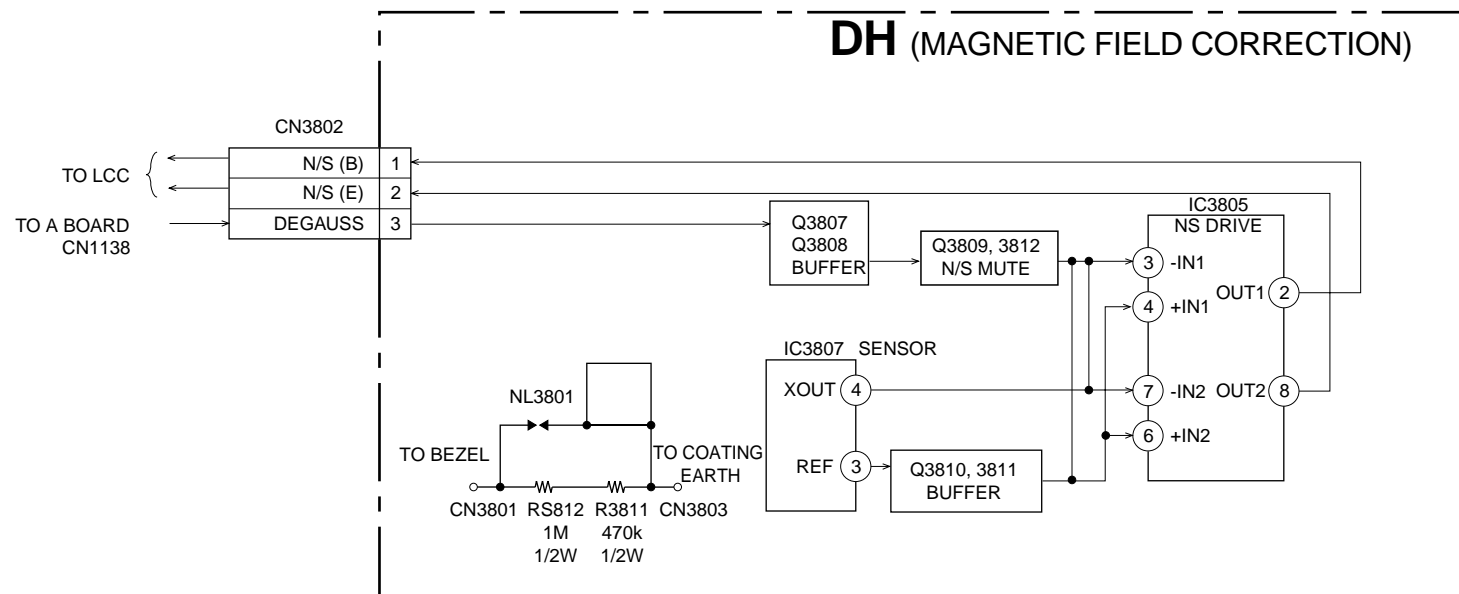 DH (MAGNETIC FIELD CORRECTION)
CN3802
TO LCC
N/S (B) 1
N/S (E) 2
TO A BOARD
CN1138
DEGAUSS 3
Q3807
Q3808
BUFFER
Q3809, 3812
N/S MUTE
IC3805
NS DRIVE
3 -IN1
4 +IN1
OUT1 2
7 -IN2
OUT2 8
6 +IN2
IC3807 SENSOR
XOUT 4
REF 3
Q3810, 3811
BUFFER
NL3801
TO BEZEL
TO COATING
EARTH
CN3801 RS812 R3811 CN3803
1M 470k
1/2W 1/2W